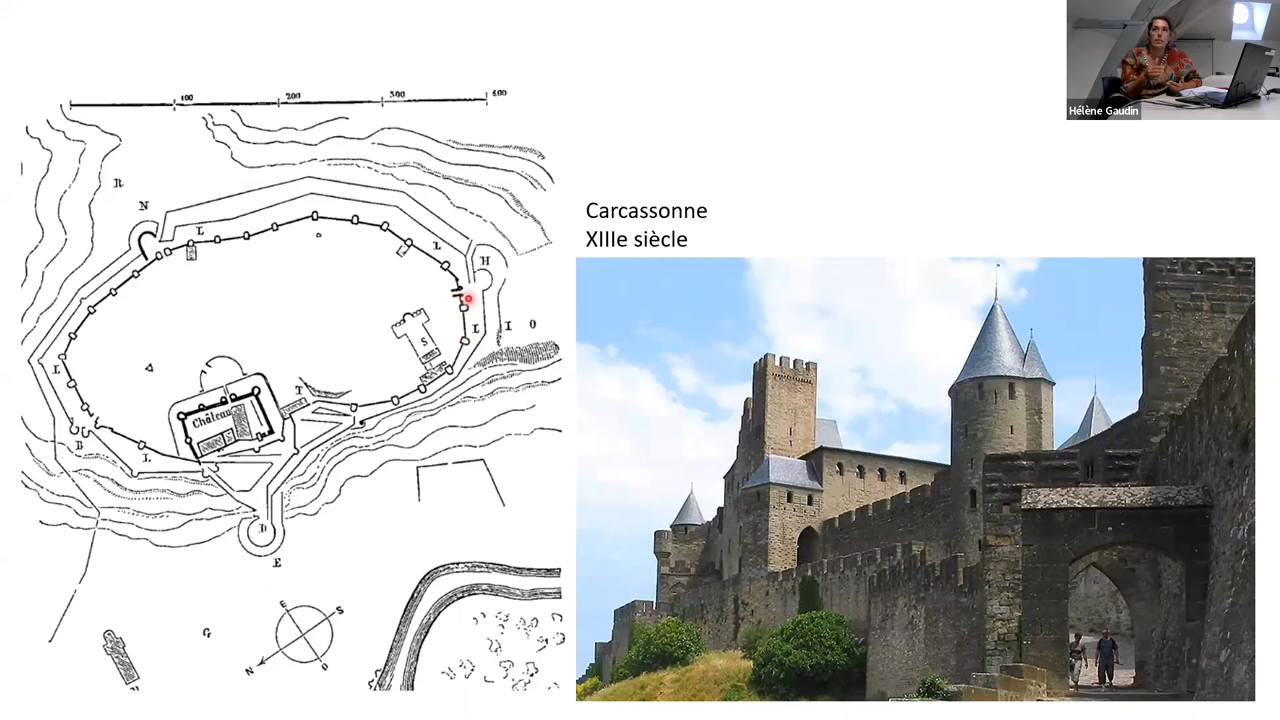 Hélène Gaudin
100 200 300 400
R
N
L
L
H
S
L
I O
L
T
Château
B
L
D
E
G
E
S
N
O
Carcassonne
XIIIe siècle